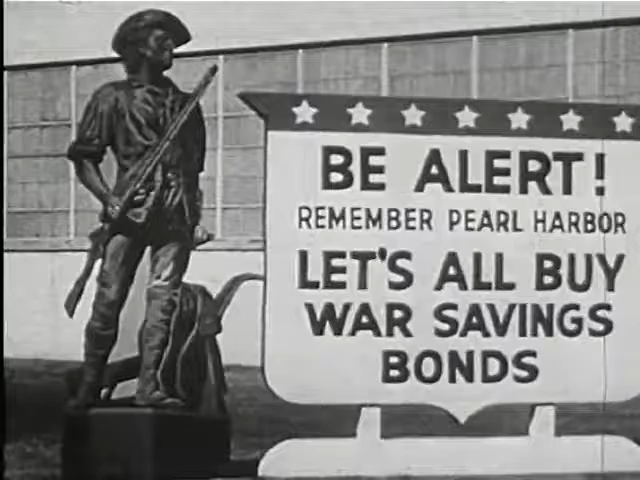 BE ALERT!
REMEMBER PEARL HARBOR
LET'S ALL BUY
WAR SAVINGS
BONDS